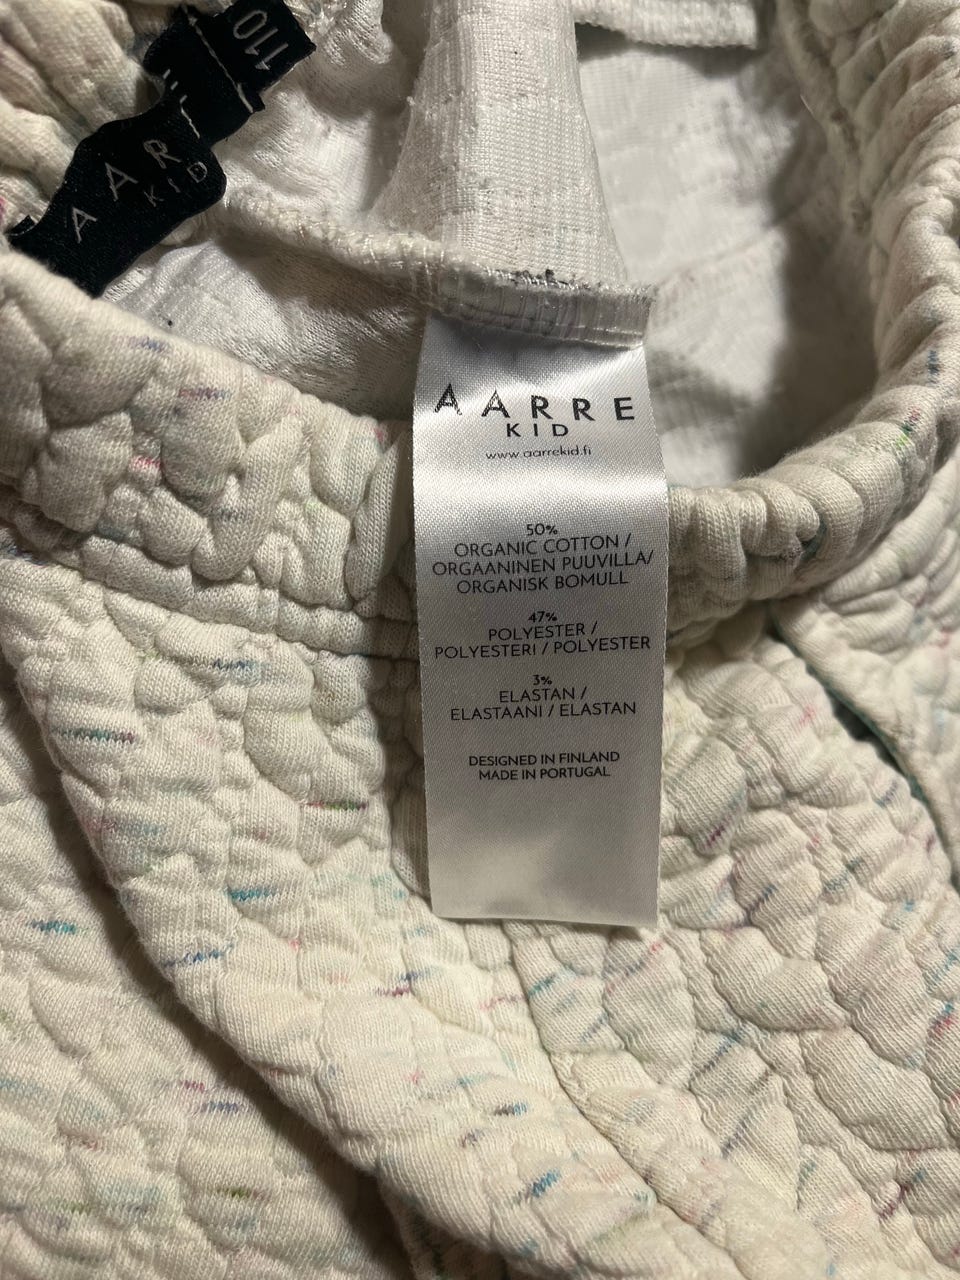 110
AAR
KID
AARRE
KID
www.aarrekid.fi
50%
ORGANIC COTTON /
ORGAANINEN PUUVILLA/
ORGANISK BOMULL
47%
POLYESTER /
POLYESTERI / POLYESTER
3%
ELASTAN /
ELASTAANI / ELASTAN
DESIGNED IN FINLAND
MADE IN PORTUGAL